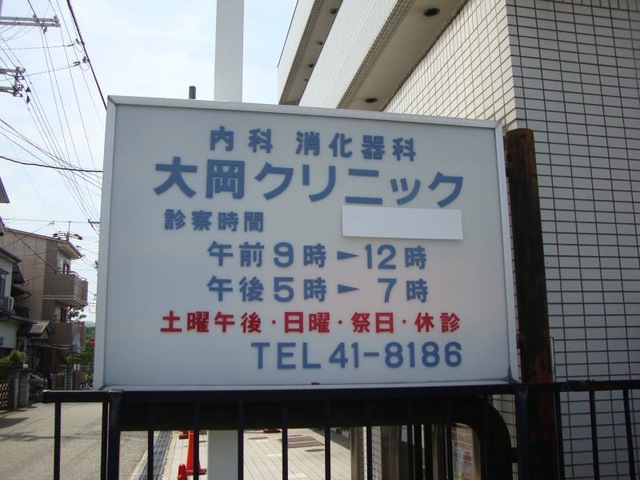 内科 消化器科
大岡クリニック
診察時間
午前9時－12時
午後5時－7時
土曜午後・日曜・祭日・休診
TEL 41-8186